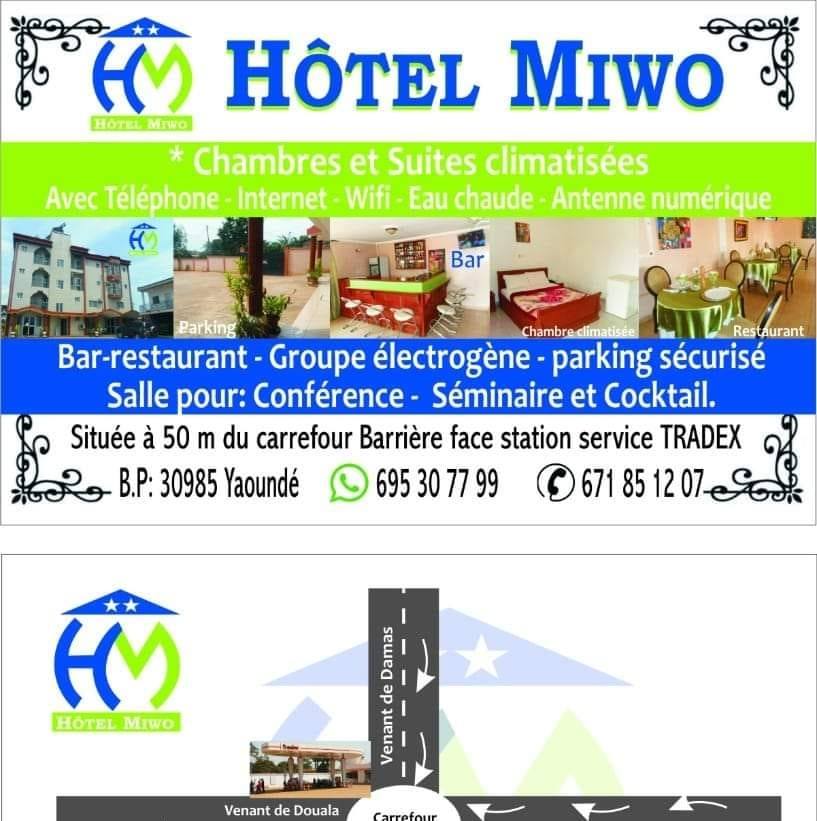 HÔTEL MIWO
HÔTEL MIWO
* Chambres et Suites climatisées
Avec Téléphone - Internet - Wifi - Eau chaude - Antenne numérique
Parking
Bar
Chambre climatisée
Restaurant
Bar-restaurant - Groupe électrogène - parking sécurisé
Salle pour: Conférence - Séminaire et Cocktail.
Située à 50 m du carrefour Barrière face station service TRADEX
B.P: 30985 Yaoundé 695 30 77 99 671 85 12 07
HÔTEL MIWO
Venant de Damas
Venant de Douala
Carrefour